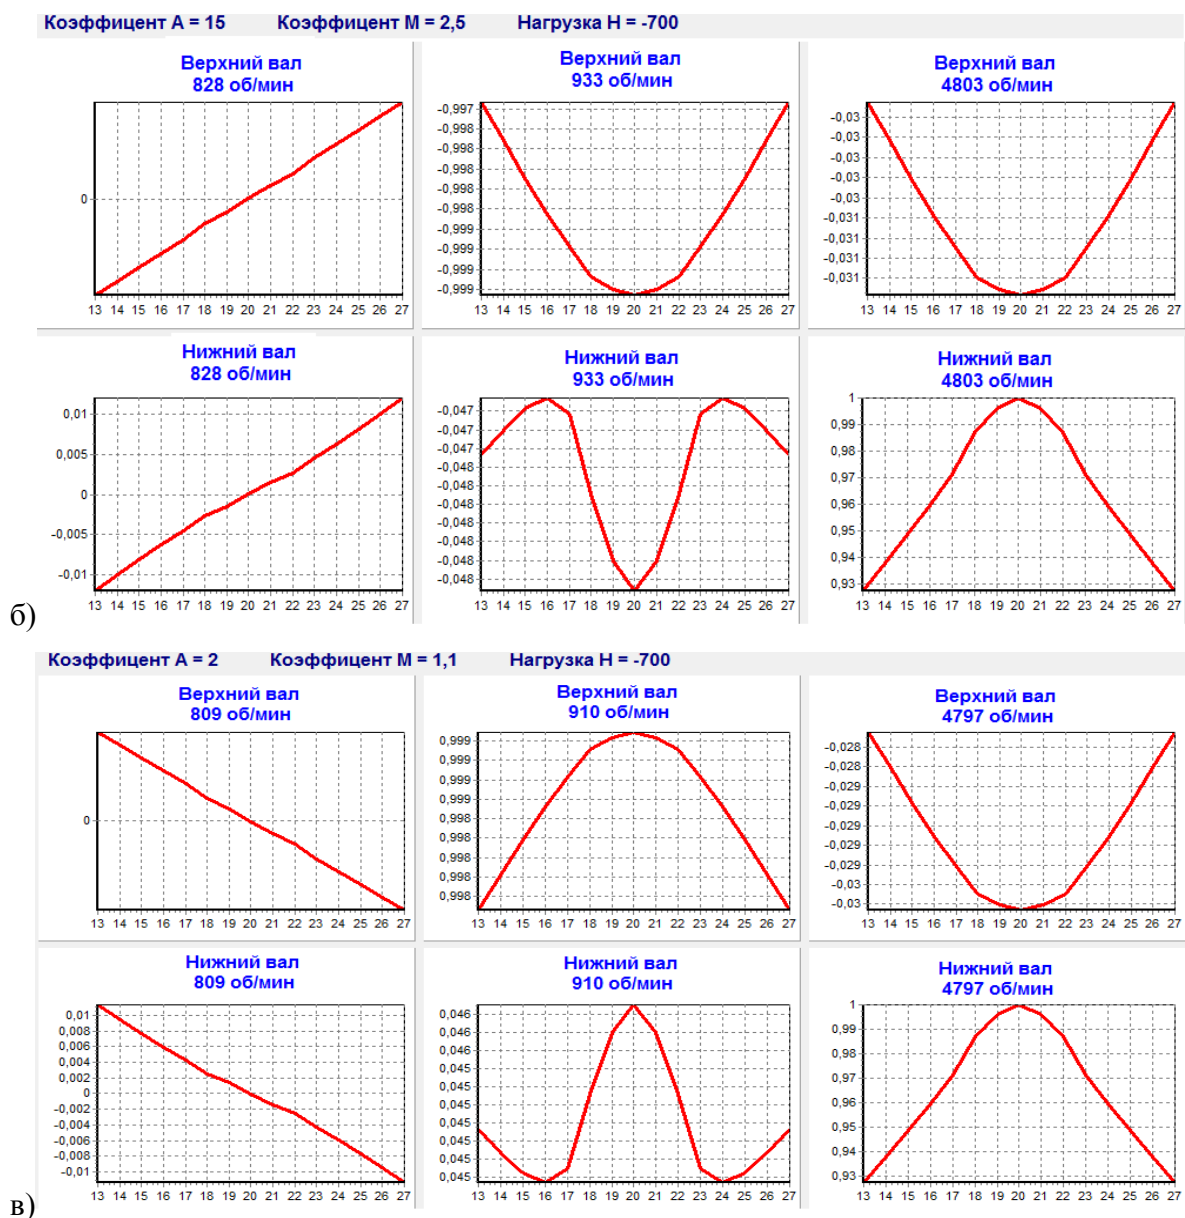 Коэффицент А = 15 Коэффицент М = 2,5 Нагрузка Н = -700
Верхний вал
828 об/мин
0
13 14 15 16 17 18 19 20 21 22 23 24 25 26 27
Верхний вал
933 об/мин
-0,997
-0,998
-0,998
-0,998
-0,998
-0,998
-0,999
-0,999
-0,999
-0,999
13 14 15 16 17 18 19 20 21 22 23 24 25 26 27
Верхний вал
4803 об/мин
-0,03
-0,03
-0,03
-0,03
-0,03
-0,031
-0,031
-0,031
-0,031
13 14 15 16 17 18 19 20 21 22 23 24 25 26 27
Нижний вал
828 об/мин
0,01
0,005
0
-0,005
-0,01
13 14 15 16 17 18 19 20 21 22 23 24 25 26 27
Нижний вал
933 об/мин
-0,047
-0,047
-0,047
-0,048
-0,048
-0,048
-0,048
-0,048
-0,048
-0,048
13 14 15 16 17 18 19 20 21 22 23 24 25 26 27
Нижний вал
4803 об/мин
1
0,99
0,98
0,97
0,96
0,95
0,94
0,93
13 14 15 16 17 18 19 20 21 22 23 24 25 26 27
б)
Коэффицент А = 2 Коэффицент М = 1,1 Нагрузка Н = -700
Верхний вал
809 об/мин
0
13 14 15 16 17 18 19 20 21 22 23 24 25 26 27
Верхний вал
910 об/мин
0,999
0,999
0,999
0,999
0,998
0,998
0,998
0,998
0,998
13 14 15 16 17 18 19 20 21 22 23 24 25 26 27
Верхний вал
4797 об/мин
-0,028
-0,028
-0,029
-0,029
-0,029
-0,029
-0,029
-0,03
-0,03
13 14 15 16 17 18 19 20 21 22 23 24 25 26 27
Нижний вал
809 об/мин
0,01
0,008
0,006
0,004
0,002
0
-0,002
-0,004
-0,006
-0,008
-0,01
13 14 15 16 17 18 19 20 21 22 23 24 25 26 27
Нижний вал
910 об/мин
0,046
0,046
0,046
0,045
0,045
0,045
0,045
0,045
0,045
0,045
13 14 15 16 17 18 19 20 21 22 23 24 25 26 27
Нижний вал
4797 об/мин
1
0,99
0,98
0,97
0,96
0,95
0,94
0,93
13 14 15 16 17 18 19 20 21 22 23 24 25 26 27
в)